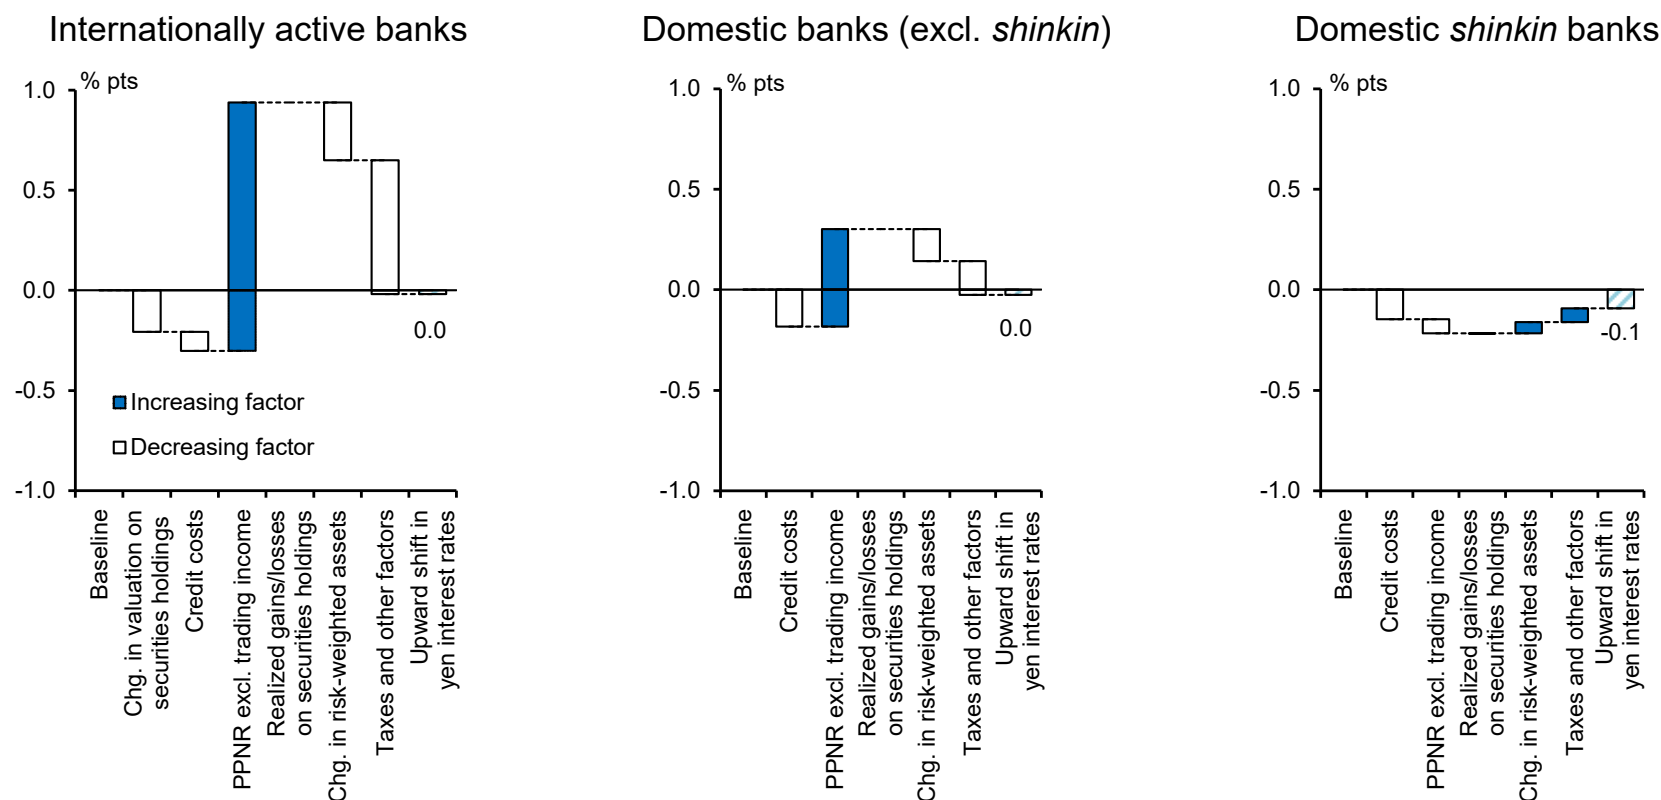 Internationally active banks
% pts
1.0
0.5
0.0
-0.5
-1.0
0.0
Increasing factor
Decreasing factor
Baseline
Chg. in valuation on
securities holdings
Credit costs
PPNR excl. trading income
Realized gains/losses
on securities holdings
Chg. in risk-weighted assets
Taxes and other factors
Upward shift in
yen interest rates
Domestic banks (excl. shinkin)
% pts
1.0
0.5
0.0
-0.5
-1.0
0.0
Baseline
Credit costs
PPNR excl. trading income
Realized gains/losses
on securities holdings
Chg. in risk-weighted assets
Taxes and other factors
Upward shift in
yen interest rates
Domestic shinkin banks
% pts
1.0
0.5
0.0
-0.5
-1.0
-0.1
Baseline
Credit costs
PPNR excl. trading income
Realized gains/losses
on securities holdings
Chg. in risk-weighted assets
Taxes and other factors
Upward shift in
yen interest rates